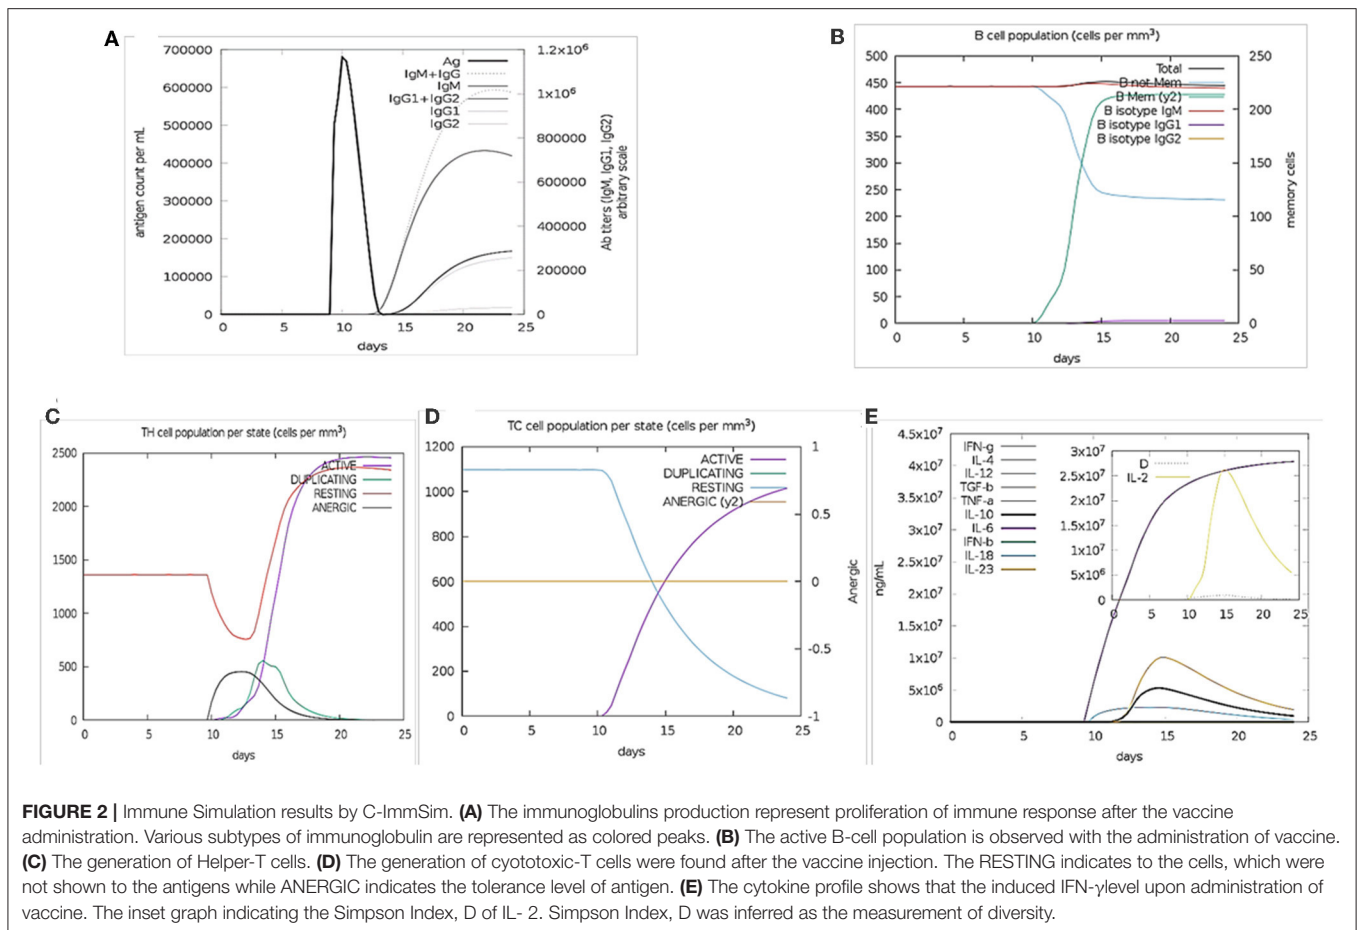 A
700000
600000
500000
400000
300000
200000
100000
0
antigen count per mL
Ag
IgM+IgG
IgM
IgG1+IgG2
IgG1
IgG2
1.2x10⁶
1x10⁶
800000
600000
400000
200000
0
Ab titers (IgM, IgG1, IgG2)
arbitrary scale
0 5 10 15 20 25
days
B
B cell population (cells per mm³)
500
450
400
350
300
250
200
150
100
50
0
Total
B not Mem
B Mem (y2)
B isotype IgM
B isotype IgG1
B isotype IgG2
250
200
150
100
50
0
memory cells
0 5 10 15 20 25
days
C
TH cell population per state (cells per mm³)
2500
2000
1500
1000
500
0
ACTIVE
DUPLICATING
RESTING
ANERGIC
0 5 10 15 20 25
days
D
TC cell population per state (cells per mm³)
1200
1000
800
600
400
200
0
ACTIVE
DUPLICATING
RESTING
ANERGIC (y2)
1
0.5
0
-0.5
-1
Anergic
0 5 10 15 20 25
days
E
4.5x10⁷
4x10⁷
3.5x10⁷
3x10⁷
2.5x10⁷
2x10⁷
1.5x10⁷
1x10⁷
5x10⁶
0
ng/mL
IFN-g
IL-4
IL-12
TGF-b
TNF-a
IL-10
IL-6
IFN-b
IL-18
IL-23
3x10⁷
2.5x10⁷
2x10⁷
1.5x10⁷
1x10⁷
5x10⁶
0
D
IL-2
0 5 10 15 20 25
0 5 10 15 20 25
days
FIGURE 2 | Immune Simulation results by C-ImmSim. (A) The immunoglobulins production represent proliferation of immune response after the vaccine
administration. Various subtypes of immunoglobulin are represented as colored peaks. (B) The active B-cell population is observed with the administration of vaccine.
(C) The generation of Helper-T cells. (D) The generation of cyototoxic-T cells were found after the vaccine injection. The RESTING indicates to the cells, which were
not shown to the antigens while ANERGIC indicates the tolerance level of antigen. (E) The cytokine profile shows that the induced IFN-γlevel upon administration of
vaccine. The inset graph indicating the Simpson Index, D of IL- 2. Simpson Index, D was inferred as the measurement of diversity.